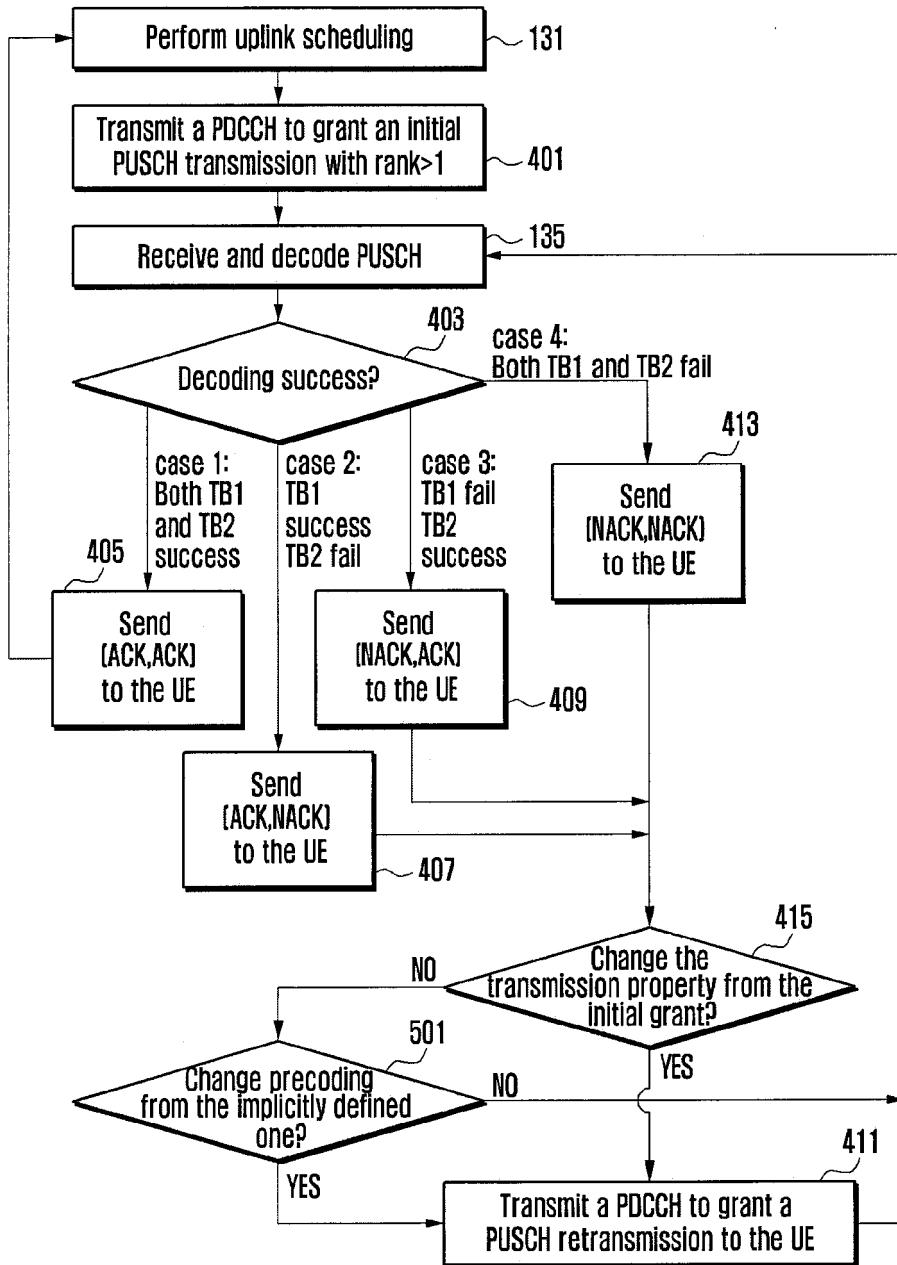 Perform uplink scheduling
131
Transmit a PDCCH to grant an initial
PUSCH transmission with rank>1
401
135
Receive and decode PUSCH
403
Decoding success?
case 4:
Both TB1 and TB2 fail
413
Send
(NACK,NACK)
to the UE
case 1:
Both TB1
and TB2
success
case 2:
TB1
success
TB2 fail
case 3:
TB1 fail
TB2
success
405
Send
(ACK,ACK)
to the UE
Send
(NACK,ACK)
to the UE
409
Send
(ACK,NACK)
to the UE
407
415
Change the
transmission property from the
initial grant?
NO
YES
501
Change precoding
from the implicitly defined
one?
NO
YES
411
Transmit a PDCCH to grant a
PUSCH retransmission to the UE